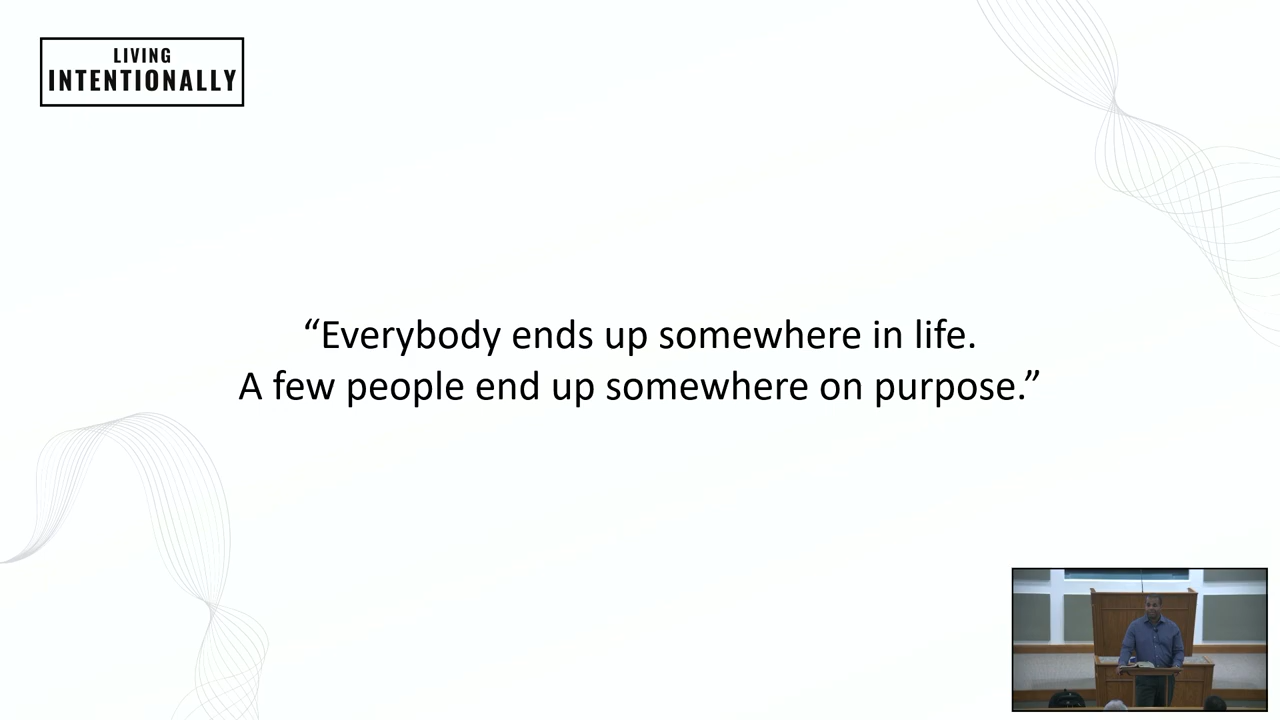 LIVING
INTENTIONALLY
“Everybody ends up somewhere in life.
A few people end up somewhere on purpose.”